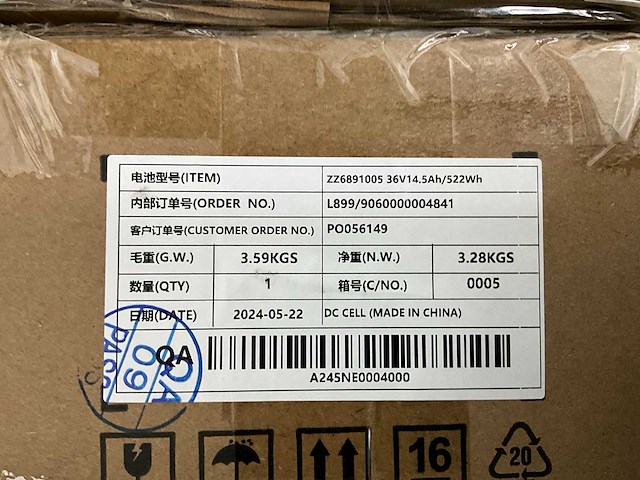 电池型号(ITEM) ZZ6891005 36V14.5Ah/522Wh
内部订单号(ORDER NO.) L899/9060000004841
客户订单号(CUSTOMER ORDER NO.) PO056149
毛重(G.W.) 3.59KGS 净重(N.W.) 3.28KGS
数量(QTY) 1 箱号(C/NO.) 0005
日期(DATE) 2024-05-22 DC CELL (MADE IN CHINA)
QA
A245NE0004000
QA
09
PASS
16
20